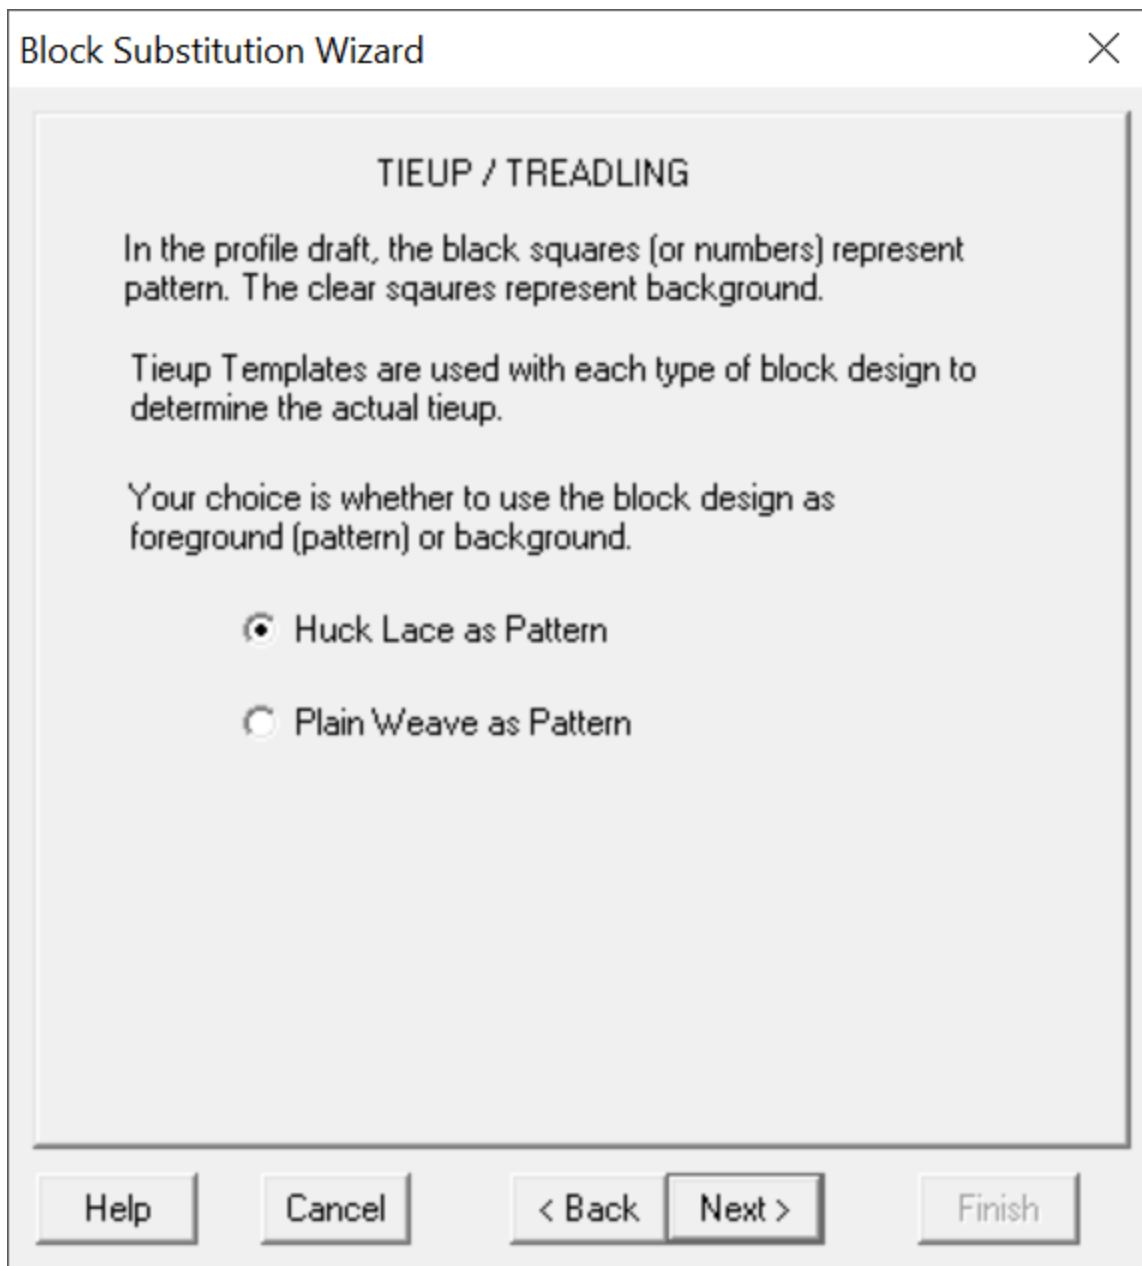 Block Substitution Wizard
TIEUP / TREADLING
In the profile draft, the black squares (or numbers) represent
pattern. The clear sqaures represent background.
Tieup Templates are used with each type of block design to
determine the actual tieup.
Your choice is whether to use the block design as
foreground (pattern) or background.
Huck Lace as Pattern
Plain Weave as Pattern
Help Cancel < Back Next > Finish